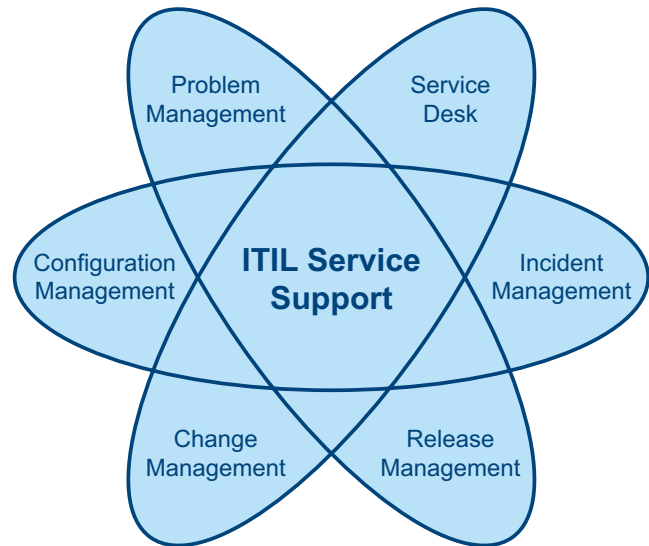 Problem
Management
Service
Desk
Configuration
Management
ITIL Service
Support
Incident
Management
Change
Management
Release
Management